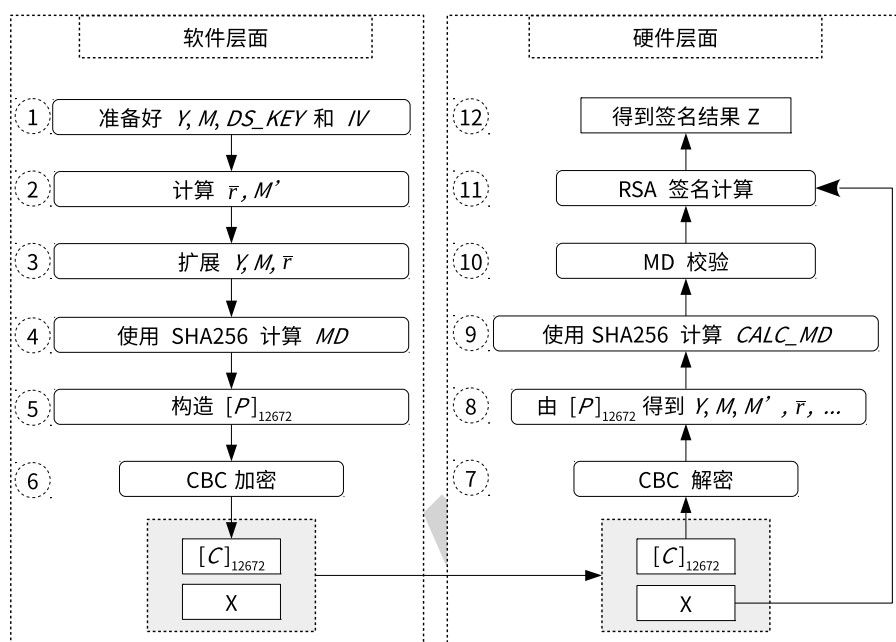 软件层面
① 准备好 Y, M, DS_KEY 和 IV
② 计算 r̅, M’
③ 扩展 Y, M, r̅
④ 使用 SHA256 计算 MD
⑤ 构造 [P]₁₂₆₇₂
⑥ CBC 加密
[C]₁₂₆₇₂
X
硬件层面
⑫ 得到签名结果 Z
⑪ RSA 签名计算
⑩ MD 校验
⑨ 使用 SHA256 计算 CALC_MD
⑧ 由 [P]₁₂₆₇₂ 得到 Y, M, M’, r̅, ...
⑦ CBC 解密
[C]₁₂₆₇₂
X